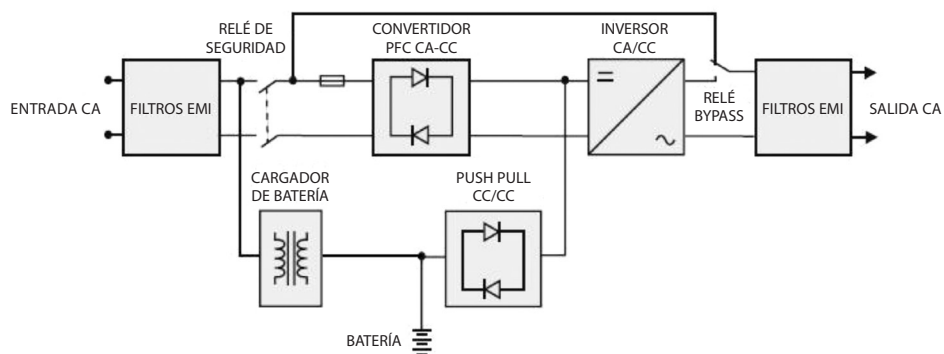 RELÉ DE
SEGURIDAD
CONVERTIDOR
PFC CA-CC
INVERSOR
CA/CC
ENTRADA CA
FILTROS EMI
RELÉ
BYPASS
FILTROS EMI
SALIDA CA
CARGADOR
DE BATERÍA
PUSH PULL
CC/CC
BATERÍA